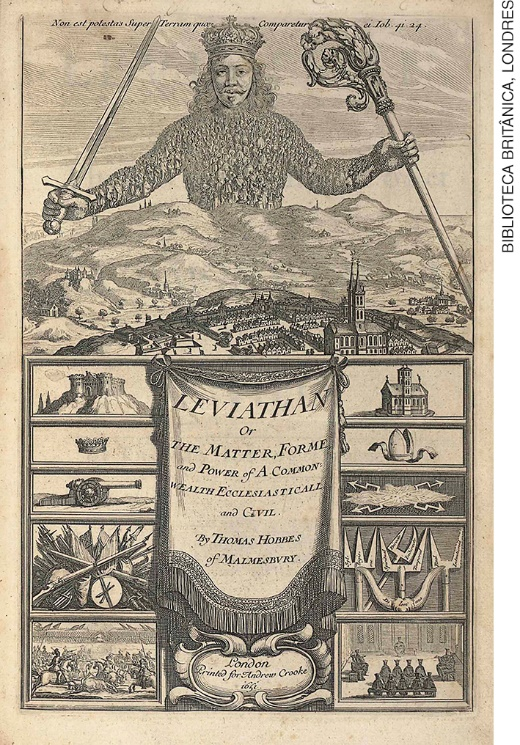 Non est potestas Super Terram quæ Comparetur ei Iob. 41. 24
BIBLIOTECA BRITÂNICA, LONDRES
LEVIATHAN
Or
THE MATTER, FORME
and POWER of A COMMON-
WEALTH ECCLESIASTICALL
and CIVIL.
By THOMAS HOBBES
of MALMESBURY.
London
Printed for Andrew Crooke
1651